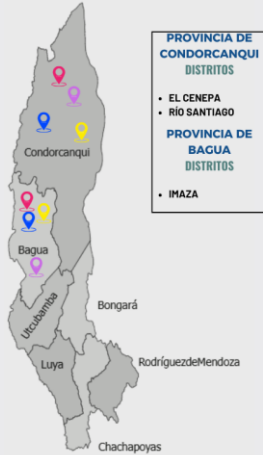 PROVINCIA DE
CONDORCANQUI
DISTRITOS
• EL CENEPA
• RÍO SANTIAGO
PROVINCIA DE
BAGUA
DISTRITOS
• IMAZA
Condorcanqui
Bagua
Utcubamba
Bongará
Luya
RodríguezdeMendoza
Chachapoyas